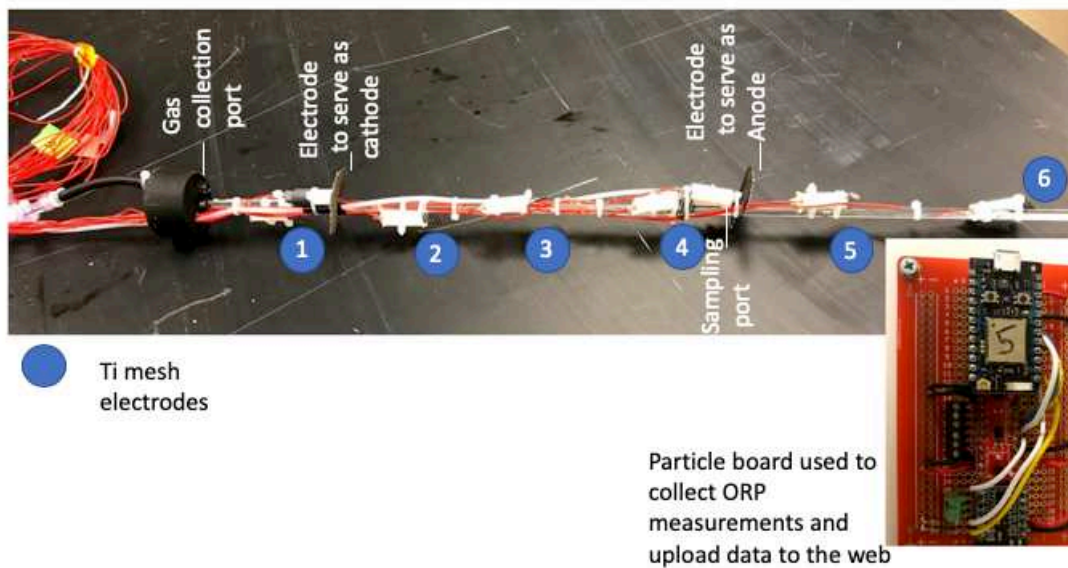 Gas
collection
port
Electrode
to serve as
cathode
Electrode
to serve as
Anode
Sampling
port
1
2
3
4
5
6
5
Ti mesh
electrodes
Particle board used to
collect ORP
measurements and
upload data to the web